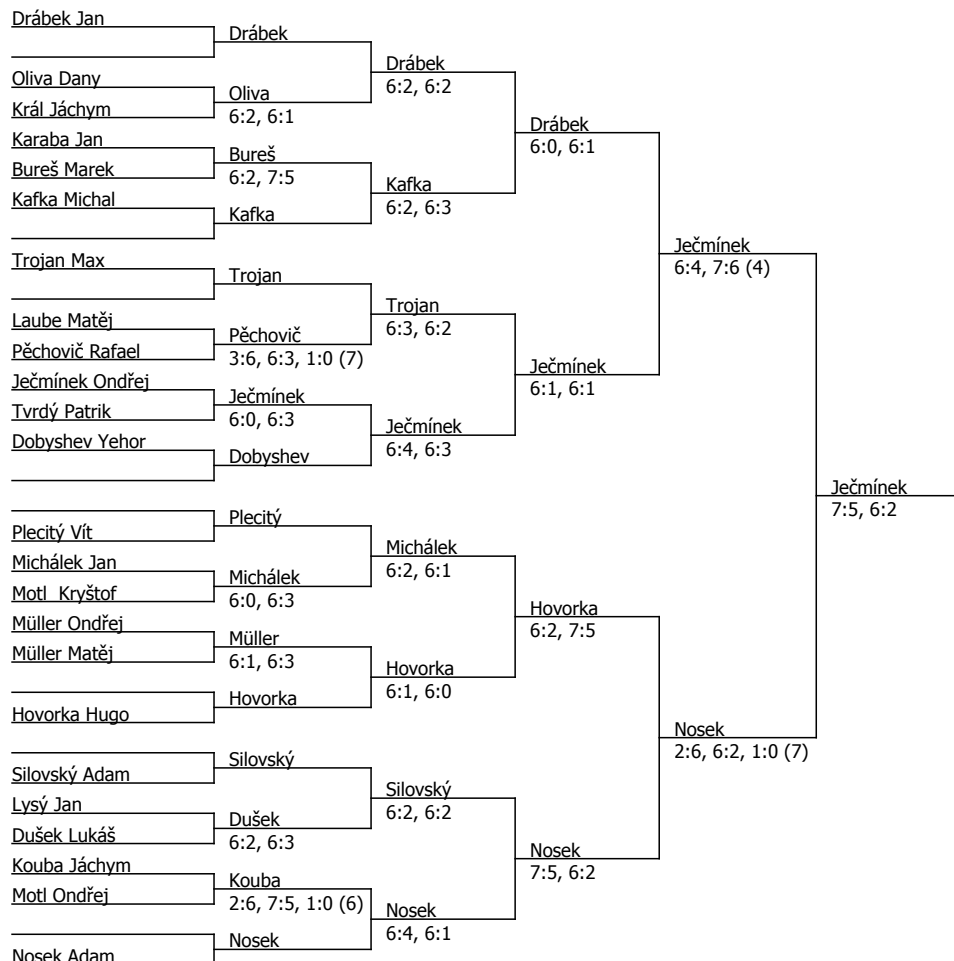 Drábek Jan
Drábek
Drábek
6:2, 6:2
Oliva Dany
Oliva
6:2, 6:1
Král Jáchym
Drábek
6:0, 6:1
Karaba Jan
Bureš
6:2, 7:5
Bureš Marek
Kafka
6:2, 6:3
Kafka Michal
Kafka
Ječmínek
6:4, 7:6 (4)
Trojan Max
Trojan
Trojan
6:3, 6:2
Laube Matěj
Pěchovič
3:6, 6:3, 1:0 (7)
Pěchovič Rafael
Ječmínek
6:1, 6:1
Ječmínek Ondřej
Ječmínek
6:0, 6:3
Tvrdý Patrik
Ječmínek
6:4, 6:3
Dobyshev Yehor
Dobyshev
Ječmínek
7:5, 6:2
Plecitý
Plecitý Vít
Michálek
6:2, 6:1
Michálek Jan
Michálek
6:0, 6:3
Motl  Kryštof
Hovorka
6:2, 7:5
Müller Ondřej
Müller
6:1, 6:3
Müller Matěj
Hovorka
6:1, 6:0
Hovorka
Hovorka Hugo
Nosek
2:6, 6:2, 1:0 (7)
Silovský
Silovský Adam
Silovský
6:2, 6:2
Lysý Jan
Dušek
6:2, 6:3
Dušek Lukáš
Nosek
7:5, 6:2
Kouba Jáchym
Kouba
2:6, 7:5, 1:0 (6)
Motl Ondřej
Nosek
6:4, 6:1
Nosek
Nosek Adam